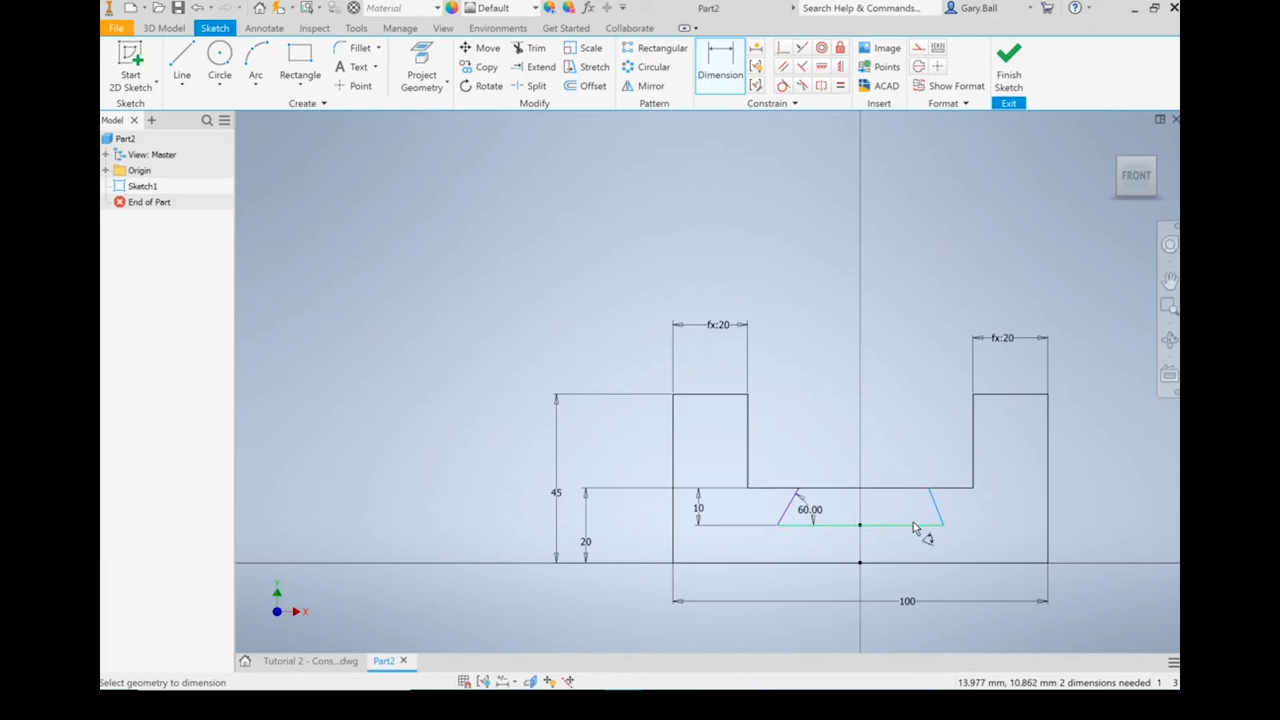 Material
Default
Part2
Search Help & Commands...
Gary.Ball
File
3D Model
Sketch
Annotate
Inspect
Tools
Manage
View
Environments
Get Started
Collaborate
Start
2D Sketch
Line
Circle
Arc
Rectangle
Fillet
Text
Point
Project
Geometry
Move
Trim
Scale
Copy
Extend
Stretch
Rotate
Split
Offset
Rectangular
Circular
Mirror
Dimension
Image
Points
ACAD
Show Format
Finish
Sketch
Sketch
Create
Modify
Pattern
Constrain
Insert
Format
Exit
Model
Part2
View: Master
Origin
Sketch1
End of Part
FRONT
fx:20
fx:20
45
10
60.00
20
100
Y
X
Tutorial 2 - Cons...dwg
Part2
Select geometry to dimension
13.977 mm, 10.862 mm 2 dimensions needed 1 3